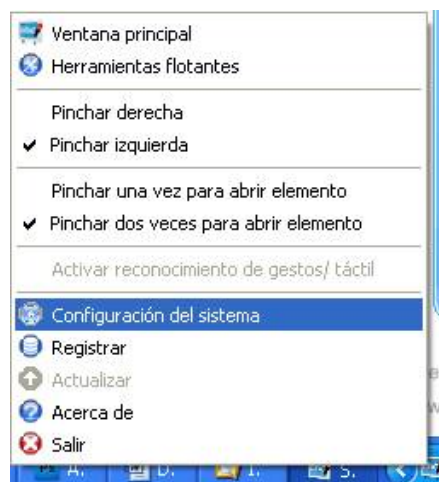 Ventana principal
Herramientas flotantes
Pinchar derecha
Pinchar izquierda
Pinchar una vez para abrir elemento
Pinchar dos veces para abrir elemento
Activar reconocimiento de gestos/ táctil
Configuración del sistema
Registrar
Actualizar
Acerca de
Salir